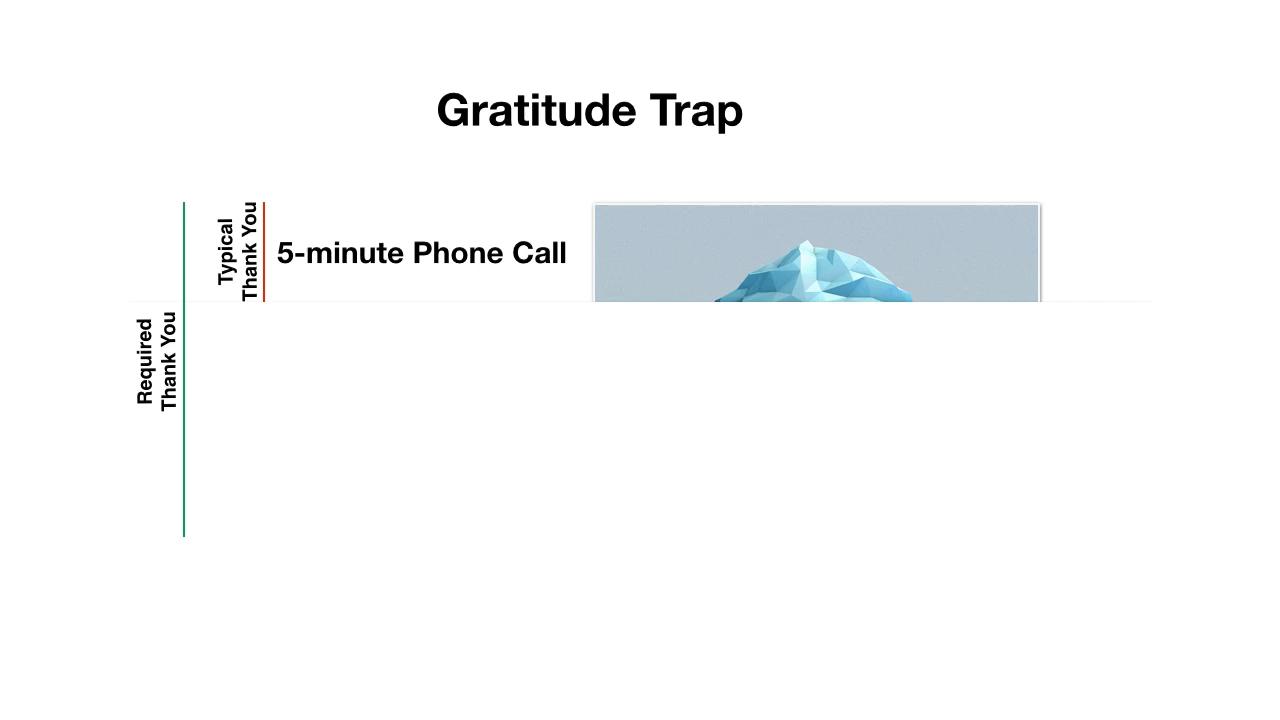 Gratitude Trap
Typical
Thank You
5-minute Phone Call
Required
Thank You